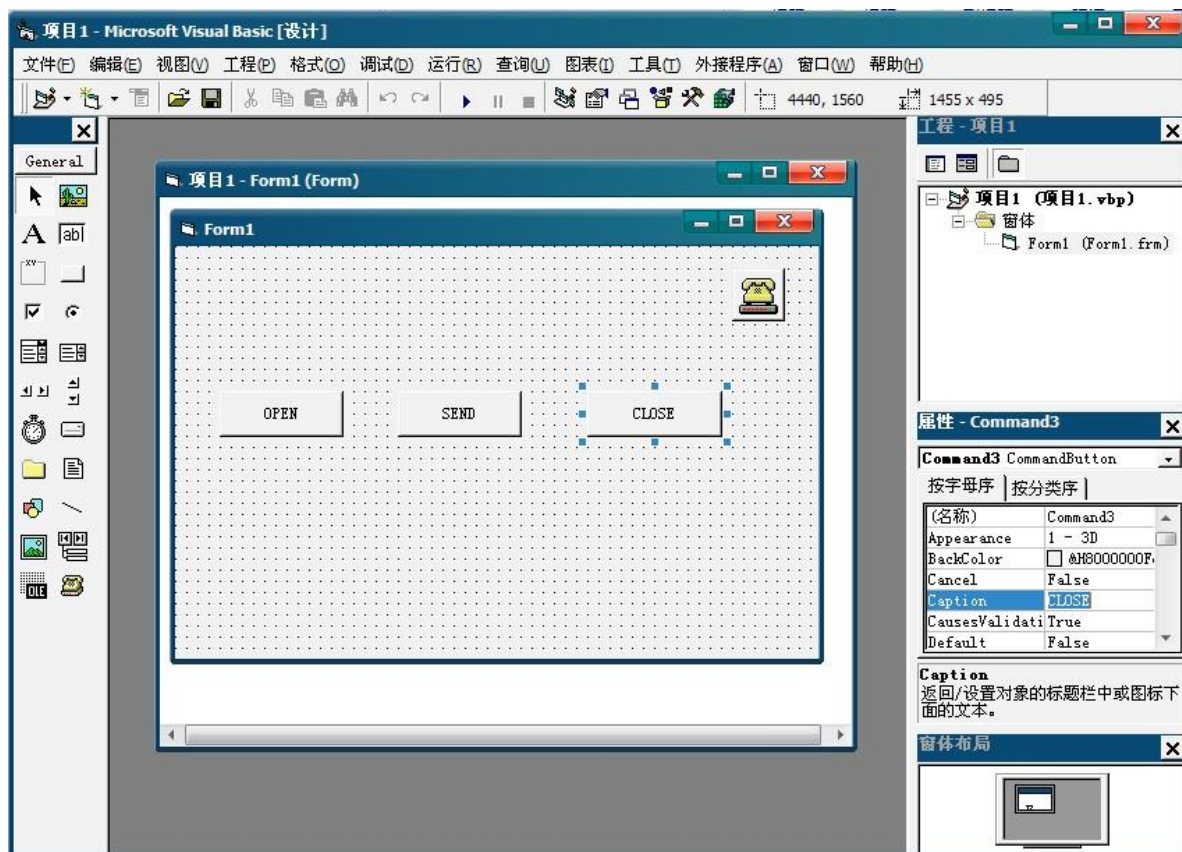 项目1 - Microsoft Visual Basic [设计]
文件(F) 编辑(E) 视图(V) 工程(P) 格式(O) 调试(D) 运行(R) 查询(U) 图表(I) 工具(T) 外接程序(A) 窗口(W) 帮助(H)
4440, 1560 1455 x 495
General
A ab|
XY
OLE
项目1 - Form1 (Form)
Form1
OPEN SEND CLOSE
工程 - 项目1
项目1 (项目1.vbp)
窗体
Form1 (Form1.frm)
属性 - Command3
Command3 CommandButton
按字母序 按分类序
(名称) Command3
Appearance 1 - 3D
BackColor &H8000000F
Cancel False
Caption CLOSE
CausesValidati True
Default False
Caption
返回/设置对象的标题栏中或图标下
面的文本。
窗体布局